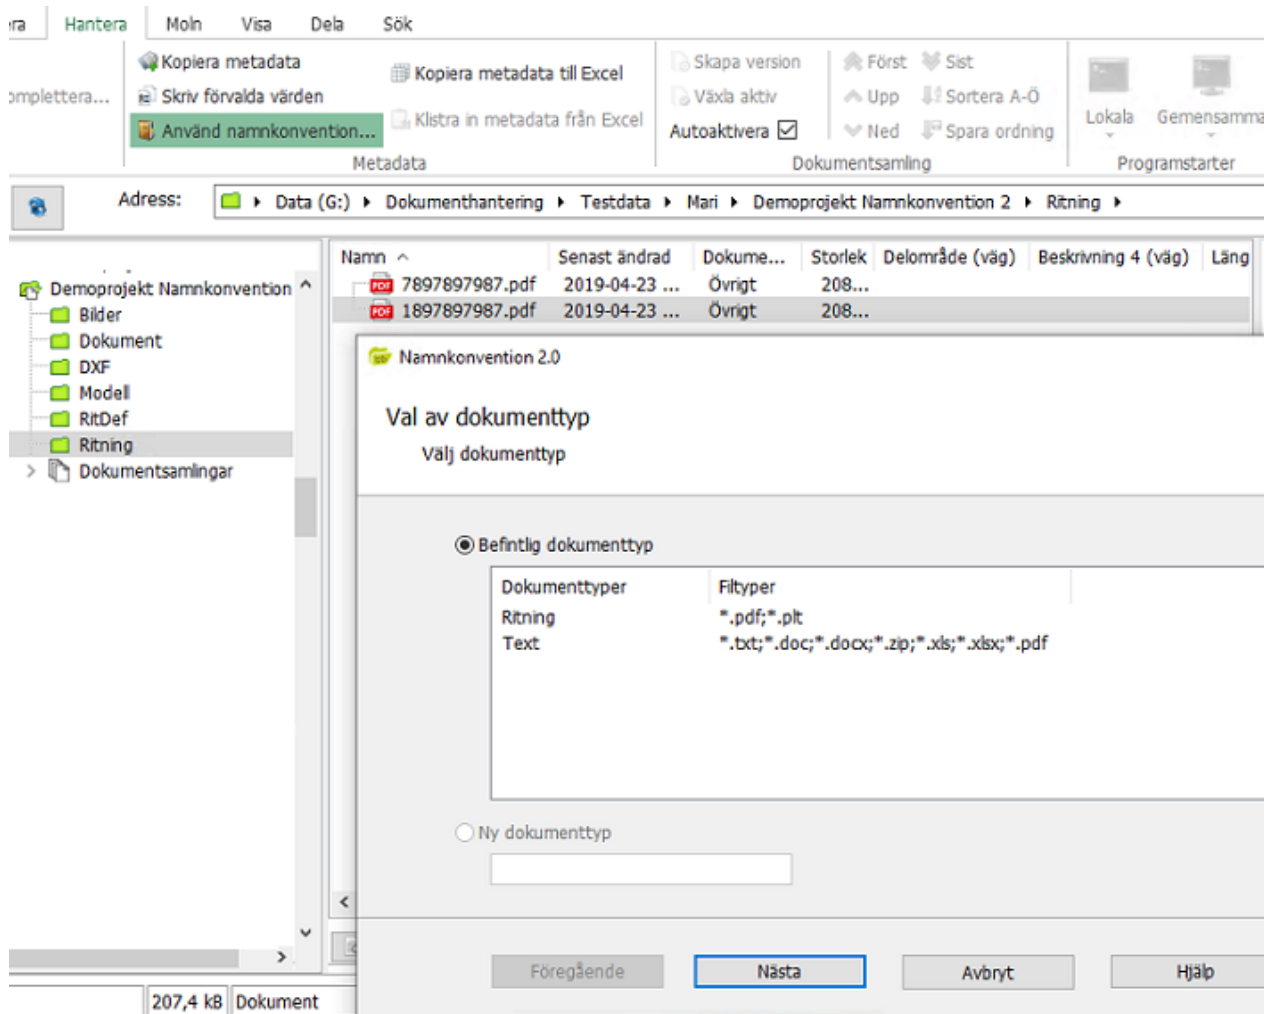 era Hantera Moln Visa Dela Sök
Kopiera metadata
Kopiera metadata till Excel
Skapa version Först Sist
omplettera... Skriv förvalda värden
Växla aktiv Upp Sortera A-Ö
Använd namnkonvention... Klistra in metadata från Excel
Autoaktivera Ned Spara ordning
Lokala Gemensamma
Metadata Dokumentsamling Programstarter
Adress: Data (G:) Dokumenthantering Testdata Mari Demoprojekt Namnkonvention 2 Ritning
Namn Senast ändrad Dokume... Storlek Delområde (väg) Beskrivning 4 (väg) Läng
7897897987.pdf 2019-04-23 ... Övrigt 208...
1897897987.pdf 2019-04-23 ... Övrigt 208...
Demoprojekt Namnkonvention
Bilder
Dokument
DXF
Modell
RitDef
Ritning
Dokumentsamlingar
Namnkonvention 2.0
Val av dokumenttyp
Välj dokumenttyp
Befintlig dokumenttyp
Dokumenttyper Filtyper
Ritning *.pdf;*.plt
Text *.txt;*.doc;*.docx;*.zip;*.xls;*.xlsx;*.pdf
Ny dokumenttyp
Föregående Nästa Avbryt Hjälp
207,4 kB Dokument